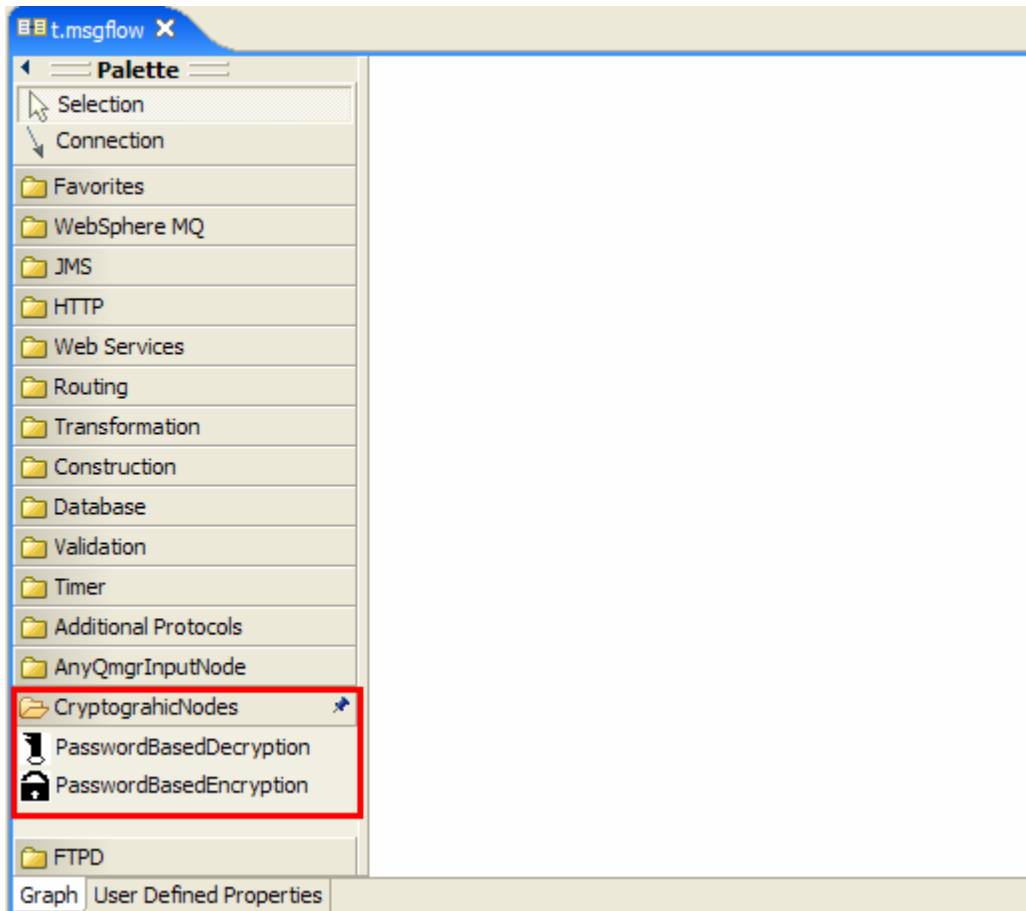 t.msgflow
Palette
Selection
Connection
Favorites
WebSphere MQ
JMS
HTTP
Web Services
Routing
Transformation
Construction
Database
Validation
Timer
Additional Protocols
AnyQmgrInputNode
CryptograhicNodes
PasswordBasedDecryption
PasswordBasedEncryption
FTPD
Graph User Defined Properties